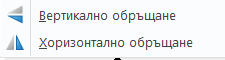 Вертикално обръщане
Хоризонтално обръщане